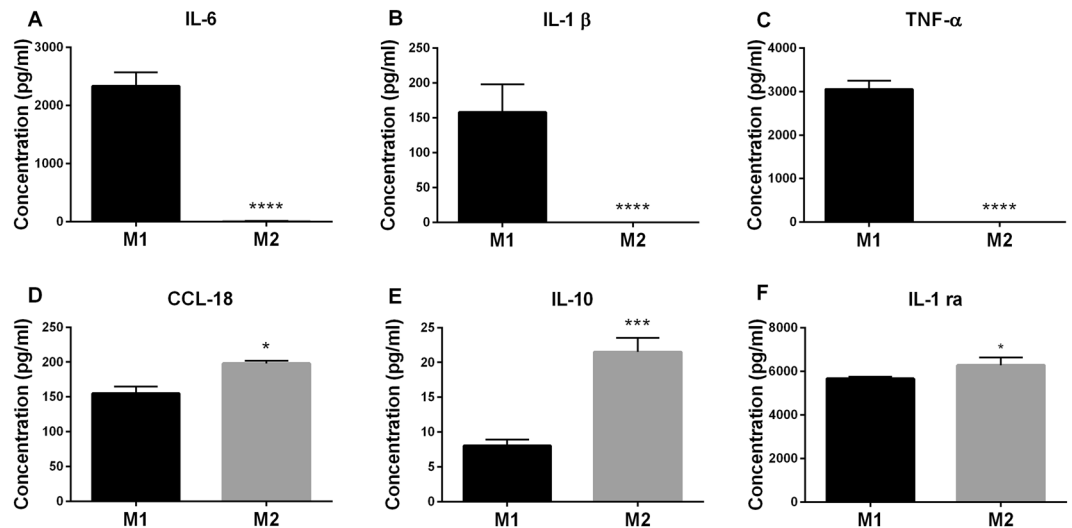 A
IL-6
Concentration (pg/ml)
3000
2000
1000
0
****
M1
M2
B
IL-1 β
Concentration (pg/ml)
250
200
150
100
50
0
****
M1
M2
C
TNF-α
Concentration (pg/ml)
4000
3000
2000
1000
0
****
M1
M2
D
CCL-18
Concentration (pg/ml)
250
200
150
100
50
0
*
M1
M2
E
IL-10
Concentration (pg/ml)
25
20
15
10
5
0
***
M1
M2
F
IL-1 ra
Concentration (pg/ml)
8000
6000
4000
2000
0
*
M1
M2